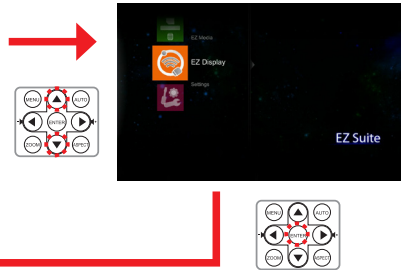 EZ Media
EZ Display
Settings
EZ Suite
MENU
AUTO
ENTER
ZOOM
ASPECT
MENU
AUTO
ENTER
ZOOM
ASPECT